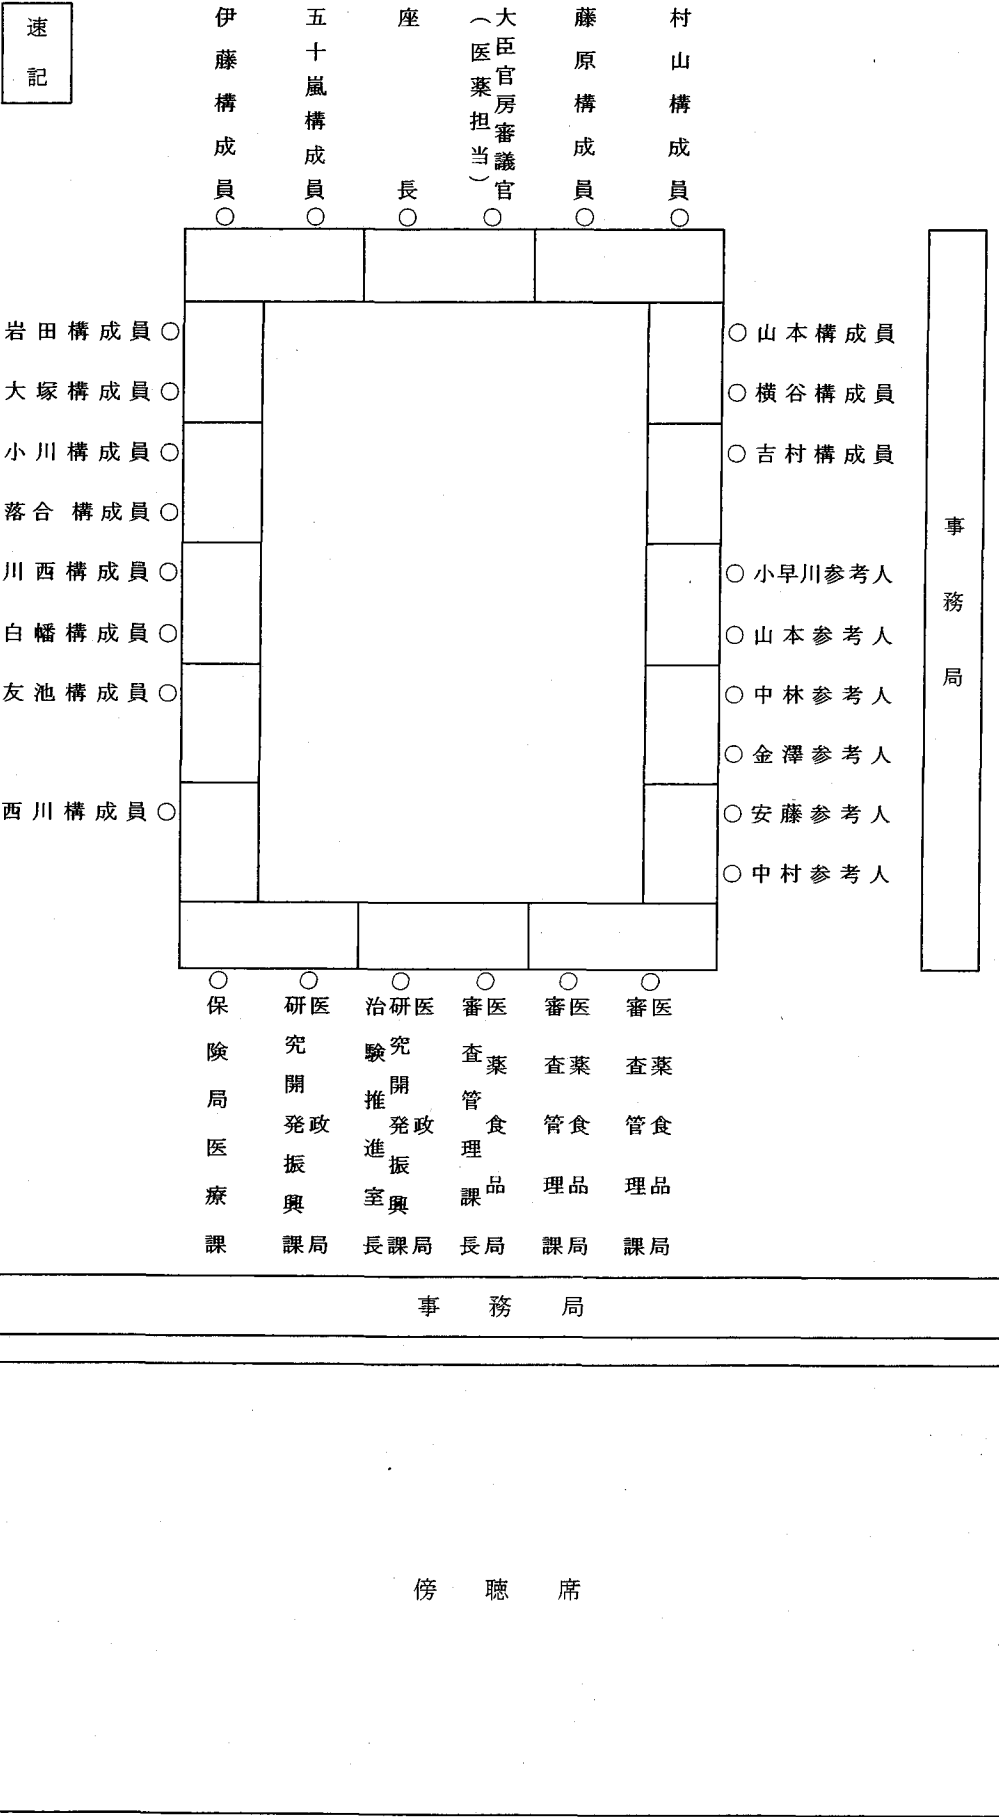 速記
伊藤構成員○
五十嵐構成員○
座長○
大臣官房審議官
（医薬担当）○
藤原構成員○
村山構成員○
岩田構成員○
大塚構成員○
小川構成員○
落合構成員○
川西構成員○
白幡構成員○
友池構成員○
西川構成員○
○山本構成員
○横谷構成員
○吉村構成員
○小早川参考人
○山本参考人
○中林参考人
○金澤参考人
○安藤参考人
○中村参考人
事務局
○保険局医療課
○医政局
研究開発振興課
○医政局
研究開発振興課
治験推進室長
○医薬食品局
審査管理課長
○医薬食品局
審査管理課
○医薬食品局
審査管理課
事務局
傍聴席